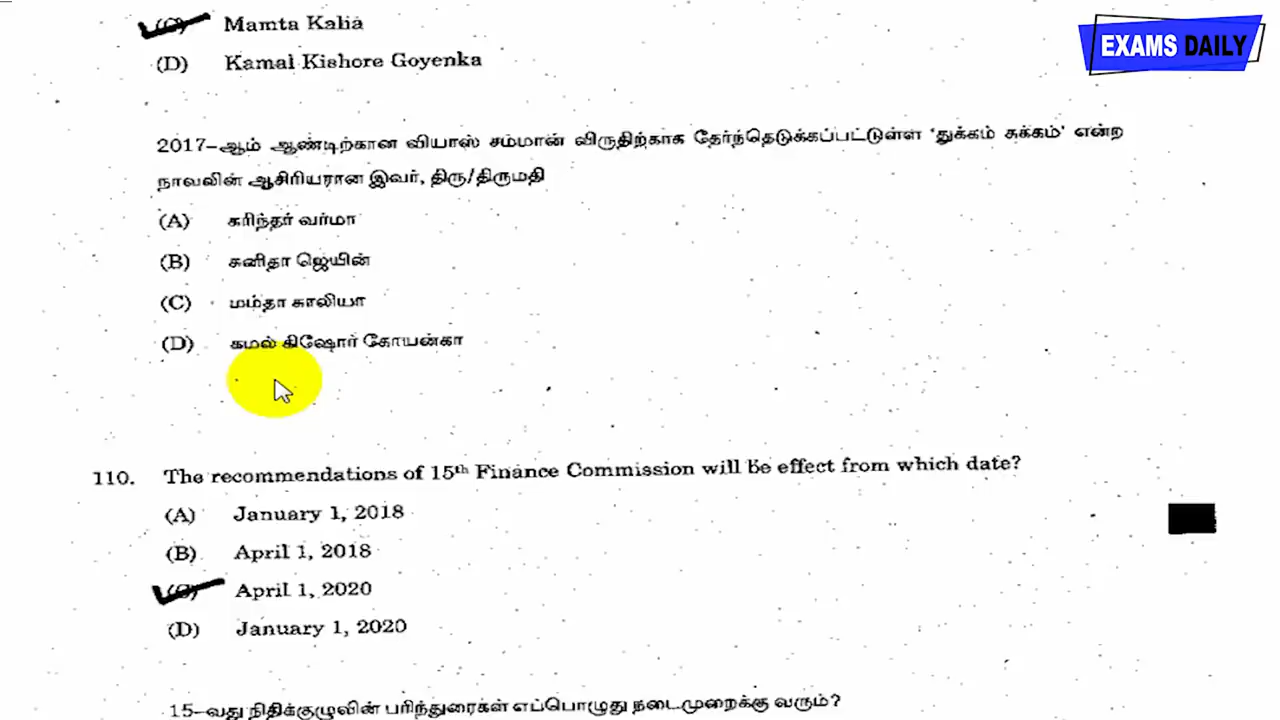 (C) Mamta Kalia
EXAMS DAILY
(D) Kamal Kishore Goyenka
2017-ஆம் ஆண்டிற்கான வியாஸ் சம்மான் விருதிற்காக தேர்ந்தெடுக்கப்பட்டுள்ள 'துக்கம் சுக்கம்' என்ற
நாவலின் ஆசிரியரான இவர், திரு/திருமதி
(A) சுரிந்தர் வர்மா
(B) சுனிதா ஜெயின்
(C) மம்தா காலியா
(D) கமல் கிஷோர் கோயன்கா
110. The recommendations of 15th Finance Commission will be effect from which date?
(A) January 1, 2018
(B) April 1, 2018
(C) April 1, 2020
(D) January 1, 2020
15-வது நிதிக்குழுவின் பரிந்துரைகள் எப்பொழுது நடைமுறைக்கு வரும்?